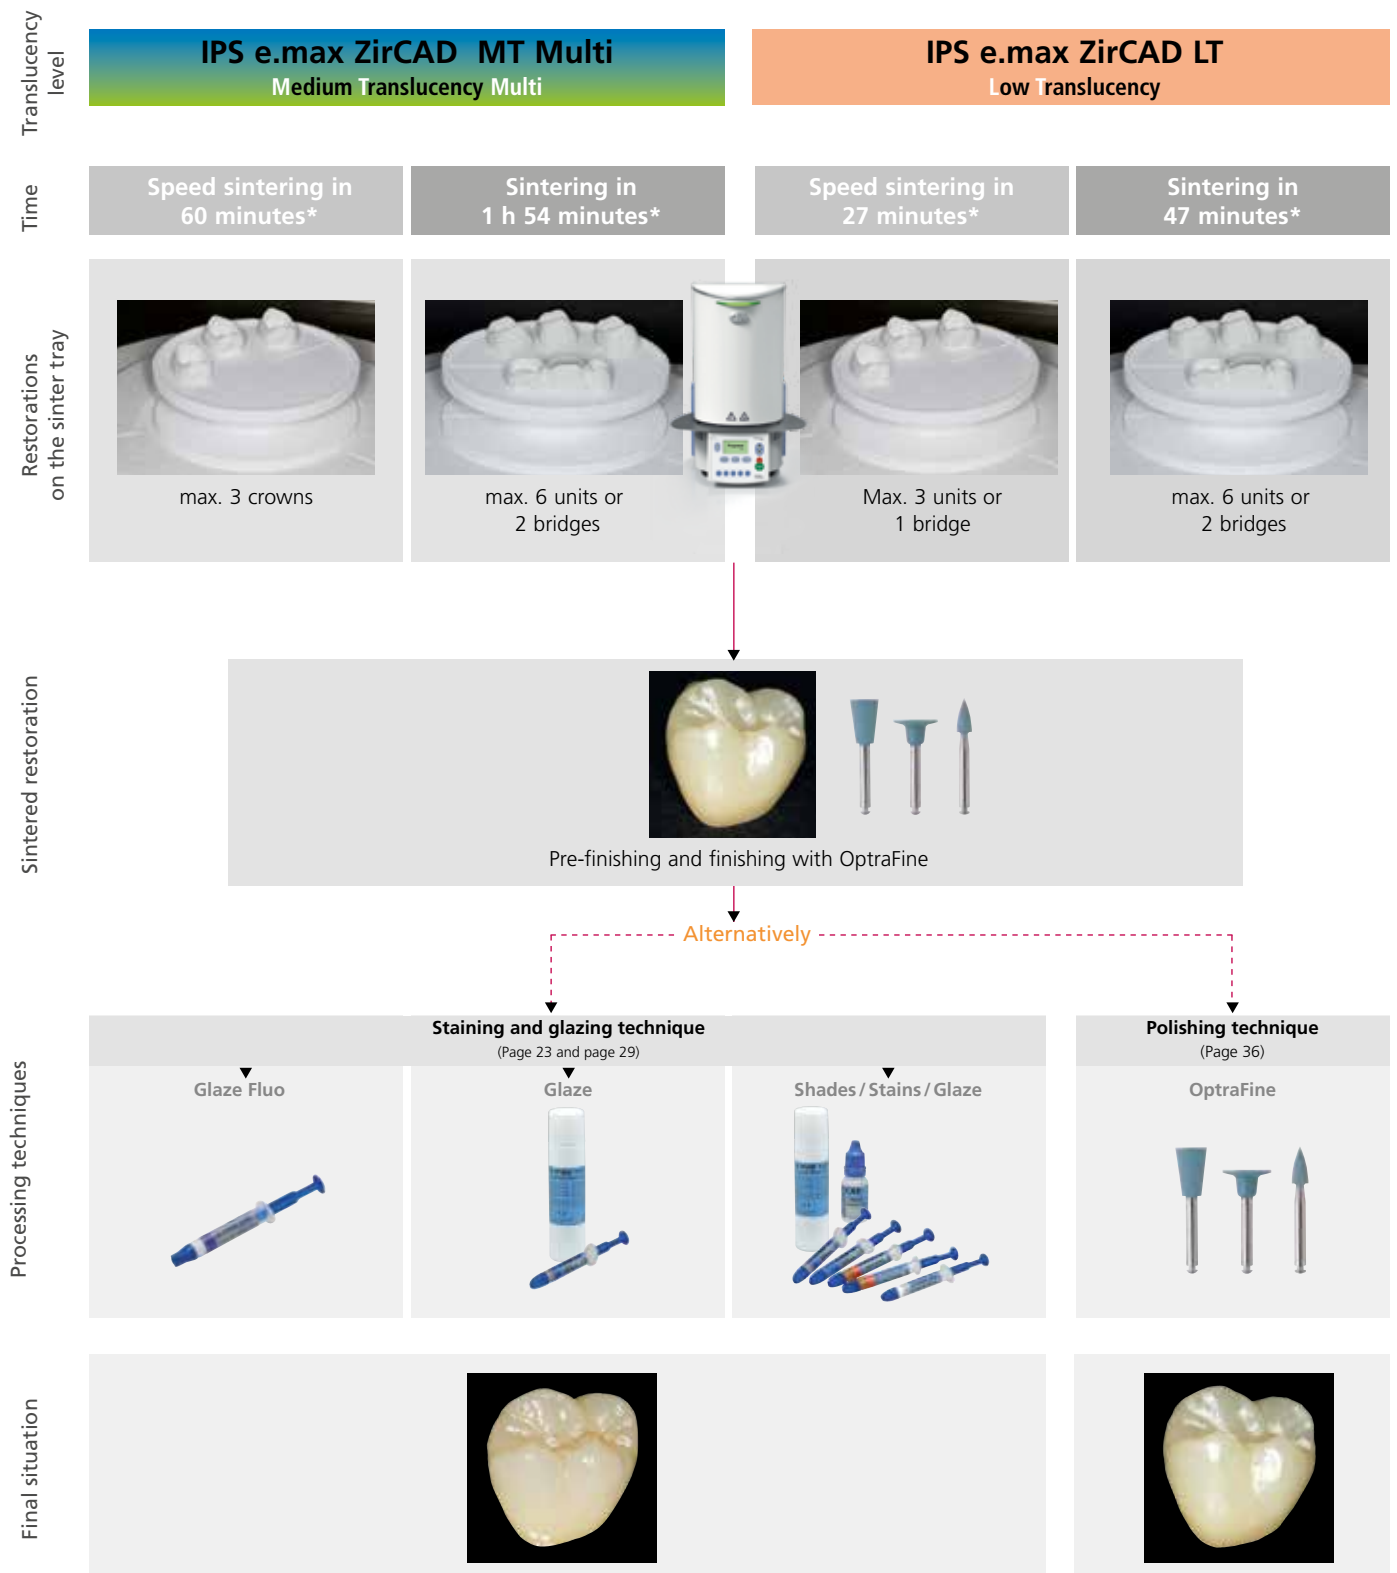 Translucency
level
IPS e.max ZirCAD MT Multi
Medium Translucency Multi
IPS e.max ZirCAD LT
Low Translucency
Time
Speed sintering in
60 minutes*
Sintering in
1 h 54 minutes*
Speed sintering in
27 minutes*
Sintering in
47 minutes*
Restorations
on the sinter tray
max. 3 crowns
max. 6 units or
2 bridges
Max. 3 units or
1 bridge
max. 6 units or
2 bridges
Sintered restoration
Pre-finishing and finishing with OptraFine
Alternatively
Processing techniques
Staining and glazing technique
(Page 23 and page 29)
Polishing technique
(Page 36)
Glaze Fluo
Glaze
Shades/Stains/Glaze
OptraFine
Final situation